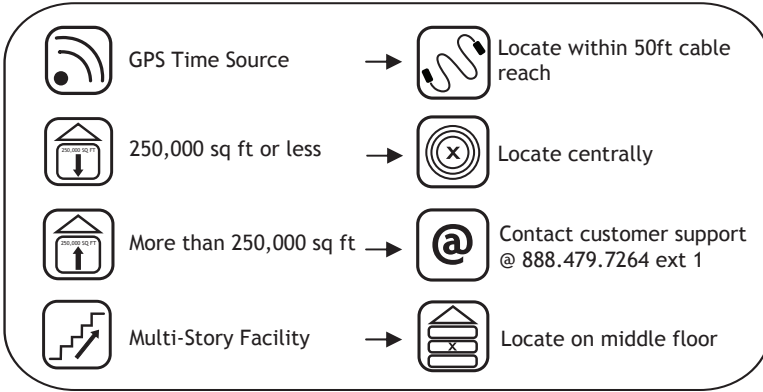 GPS Time Source
Locate within 50ft cable
reach
250,000 SQ FT
250,000 sq ft or less
X
Locate centrally
250,000 SQ FT
More than 250,000 sq ft
@
Contact customer support
@ 888.479.7264 ext 1
Multi-Story Facility
X
Locate on middle floor